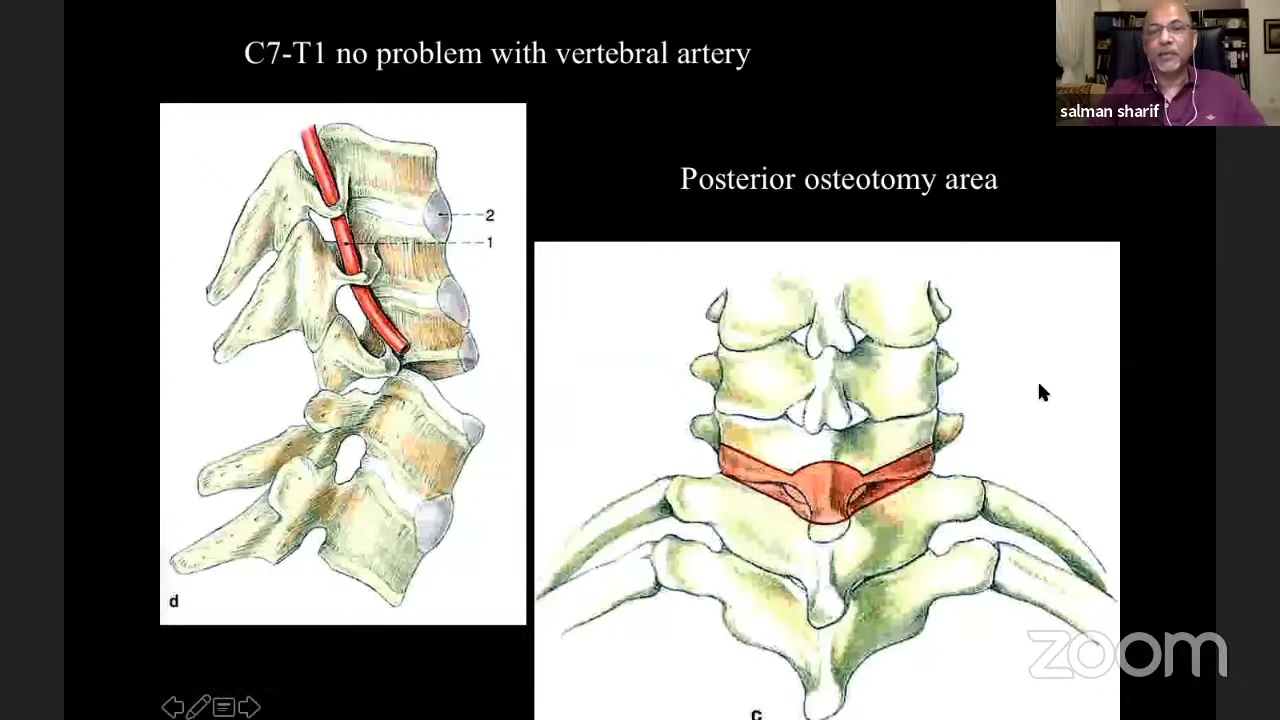 C7-T1 no problem with vertebral artery
salman sharif
Posterior osteotomy area
2
1
d
c
zoom